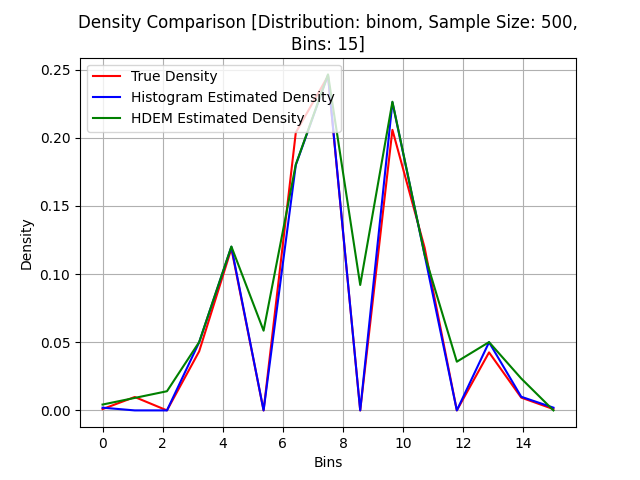 Density Comparison [Distribution: binom, Sample Size: 500,
Bins: 15]
True Density
Histogram Estimated Density
HDEM Estimated Density
0.25
0.20
0.15
0.10
0.05
0.00
Density
0 2 4 6 8 10 12 14
Bins